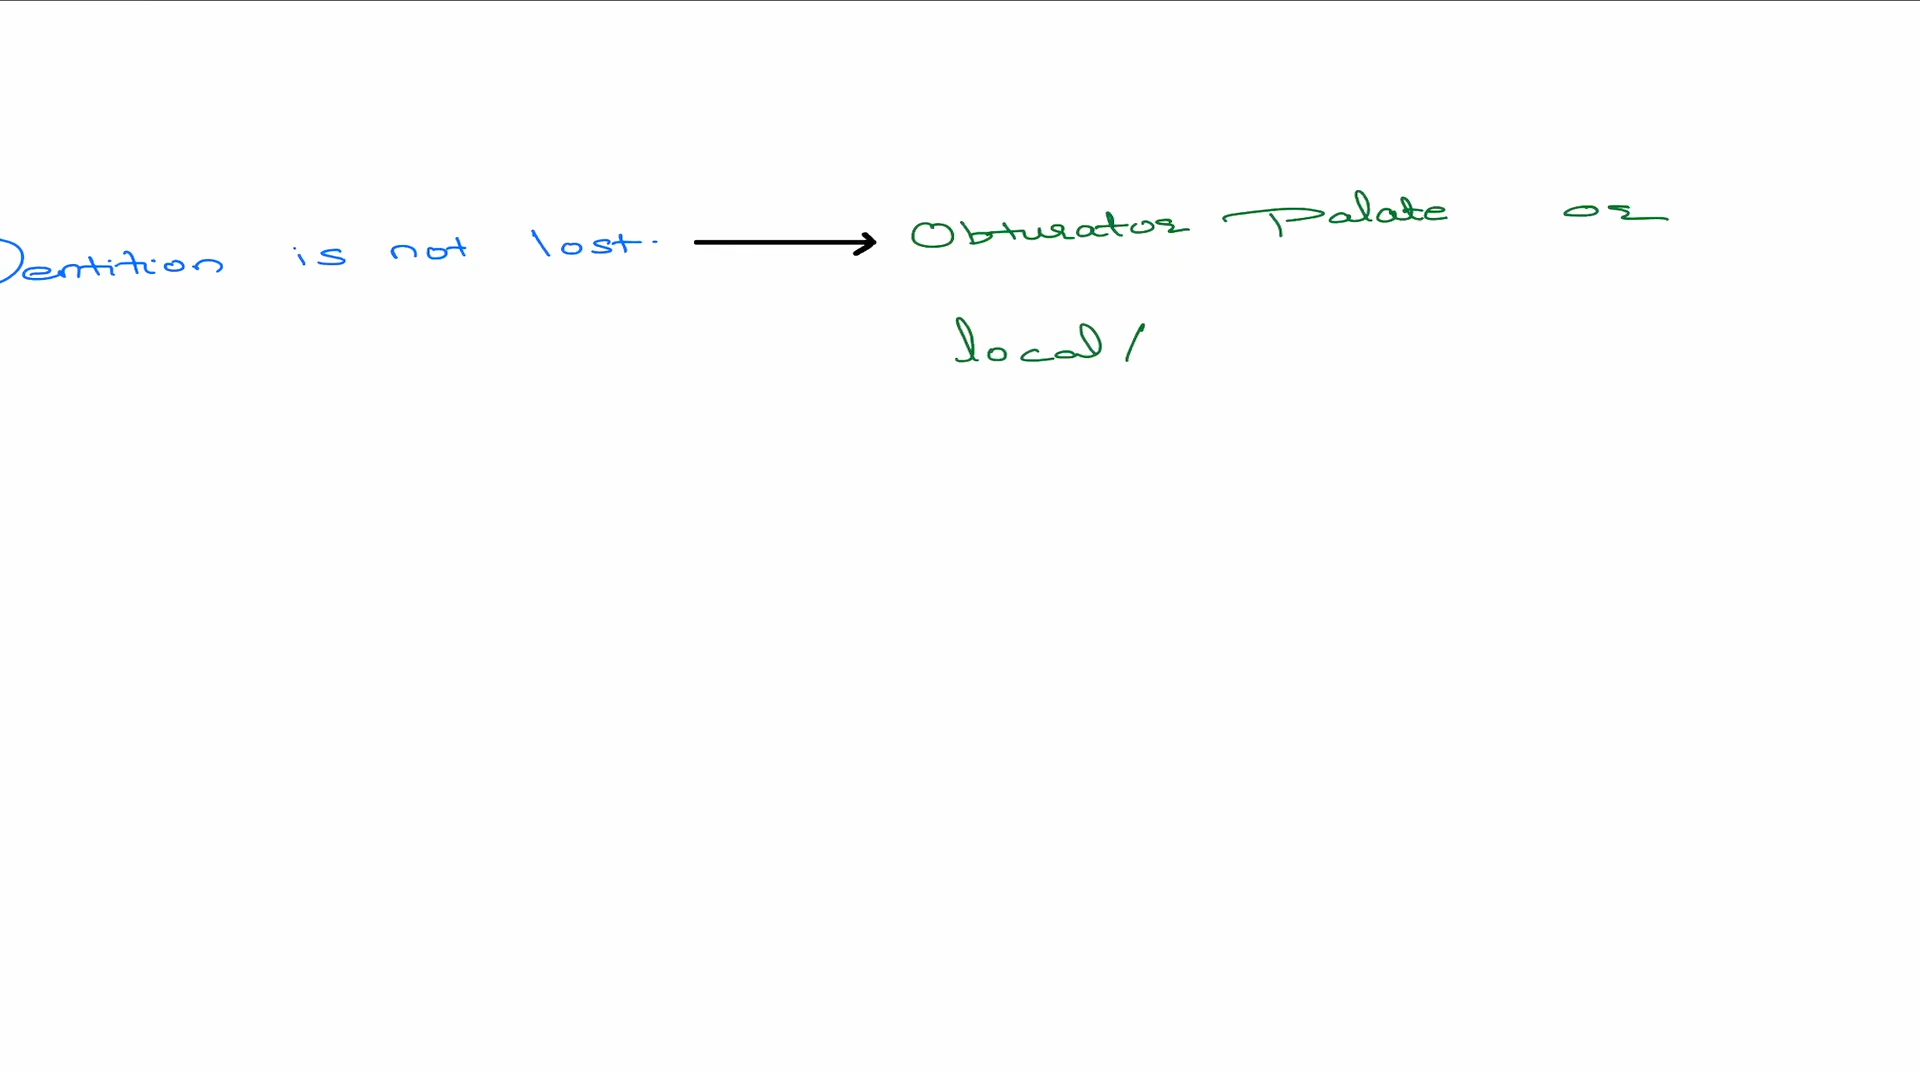 Dentition is not lost. → Obturator Palate or
local /